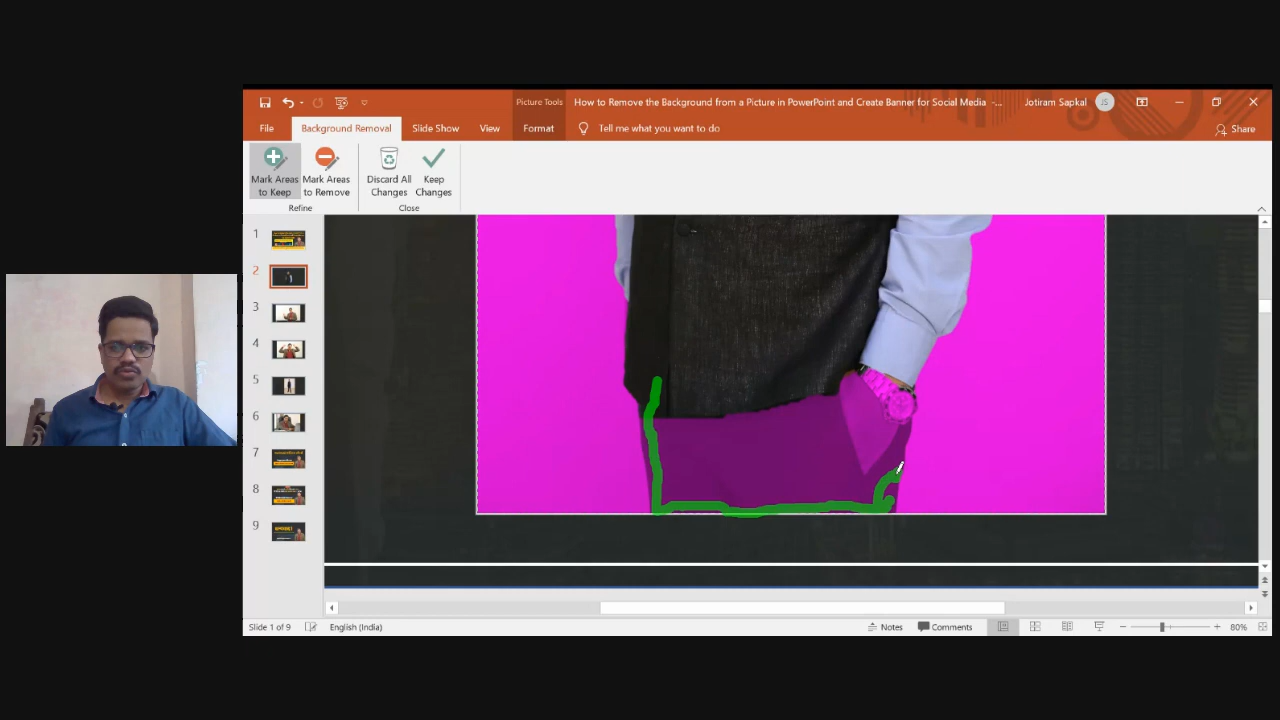 Picture Tools
How to Remove the Background from a Picture in PowerPoint and Create Banner for Social Media -...
Jotiram Sapkal
JS
File
Background Removal
Slide Show
View
Format
Tell me what you want to do
Share
Mark Areas
to Keep
Mark Areas
to Remove
Discard All
Changes
Keep
Changes
Refine
Close
1
2
3
4
5
6
7
8
9
Slide 1 of 9
English (India)
Notes
Comments
80%